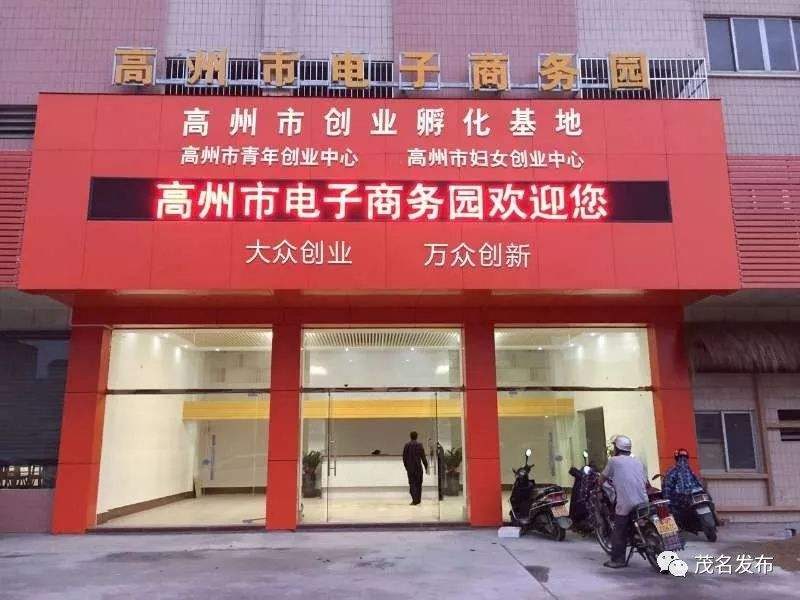 高州市电子商务园
高州市创业孵化基地
高州市青年创业中心 高州市妇女创业中心
高州市电子商务园欢迎您
大众创业 万众创新
茂名发布